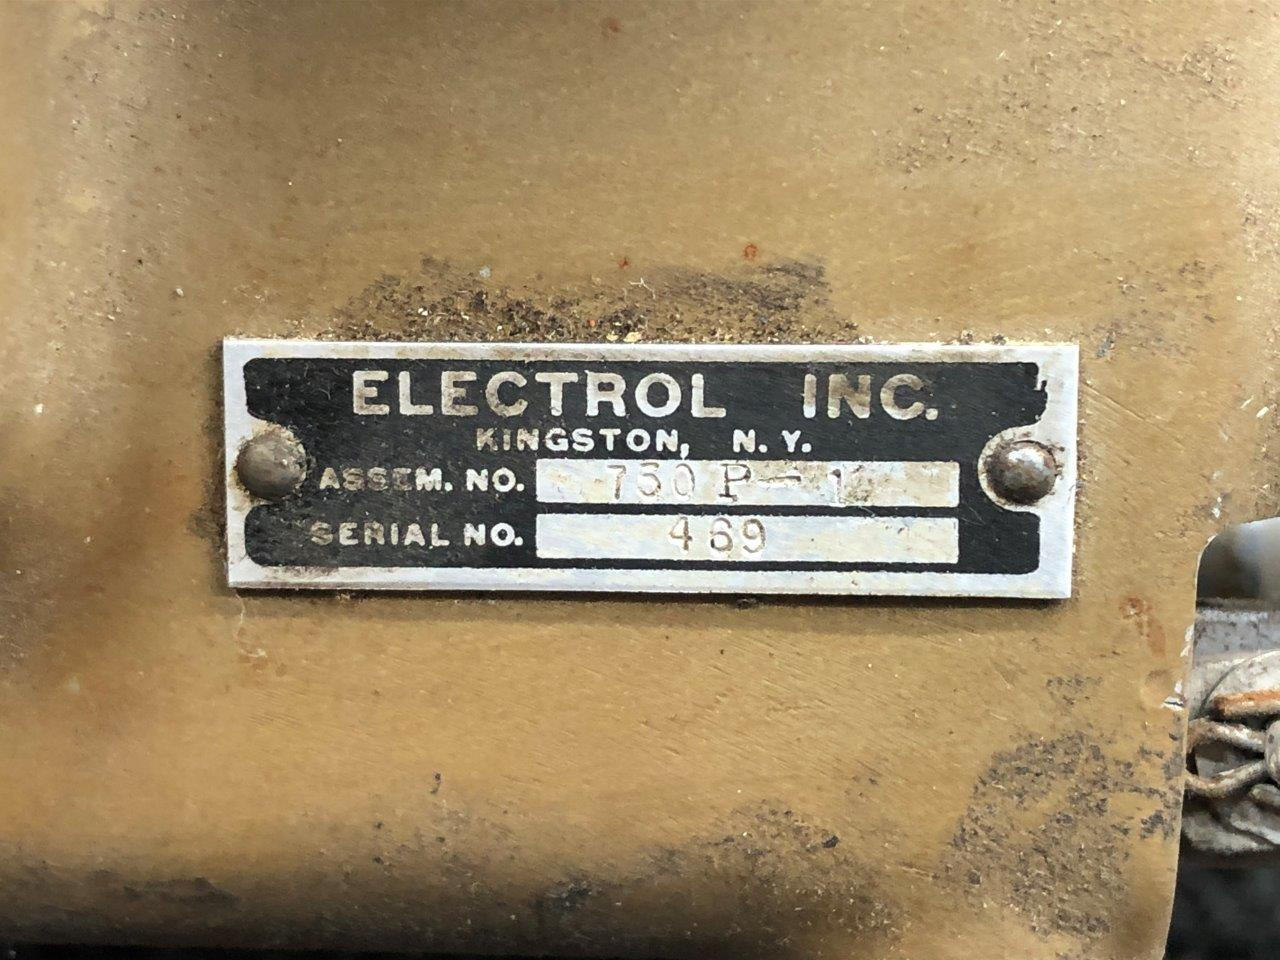 ELECTROL INC.
KINGSTON, N.Y.
ASSEM. NO. 750 P-1
SERIAL NO. 469